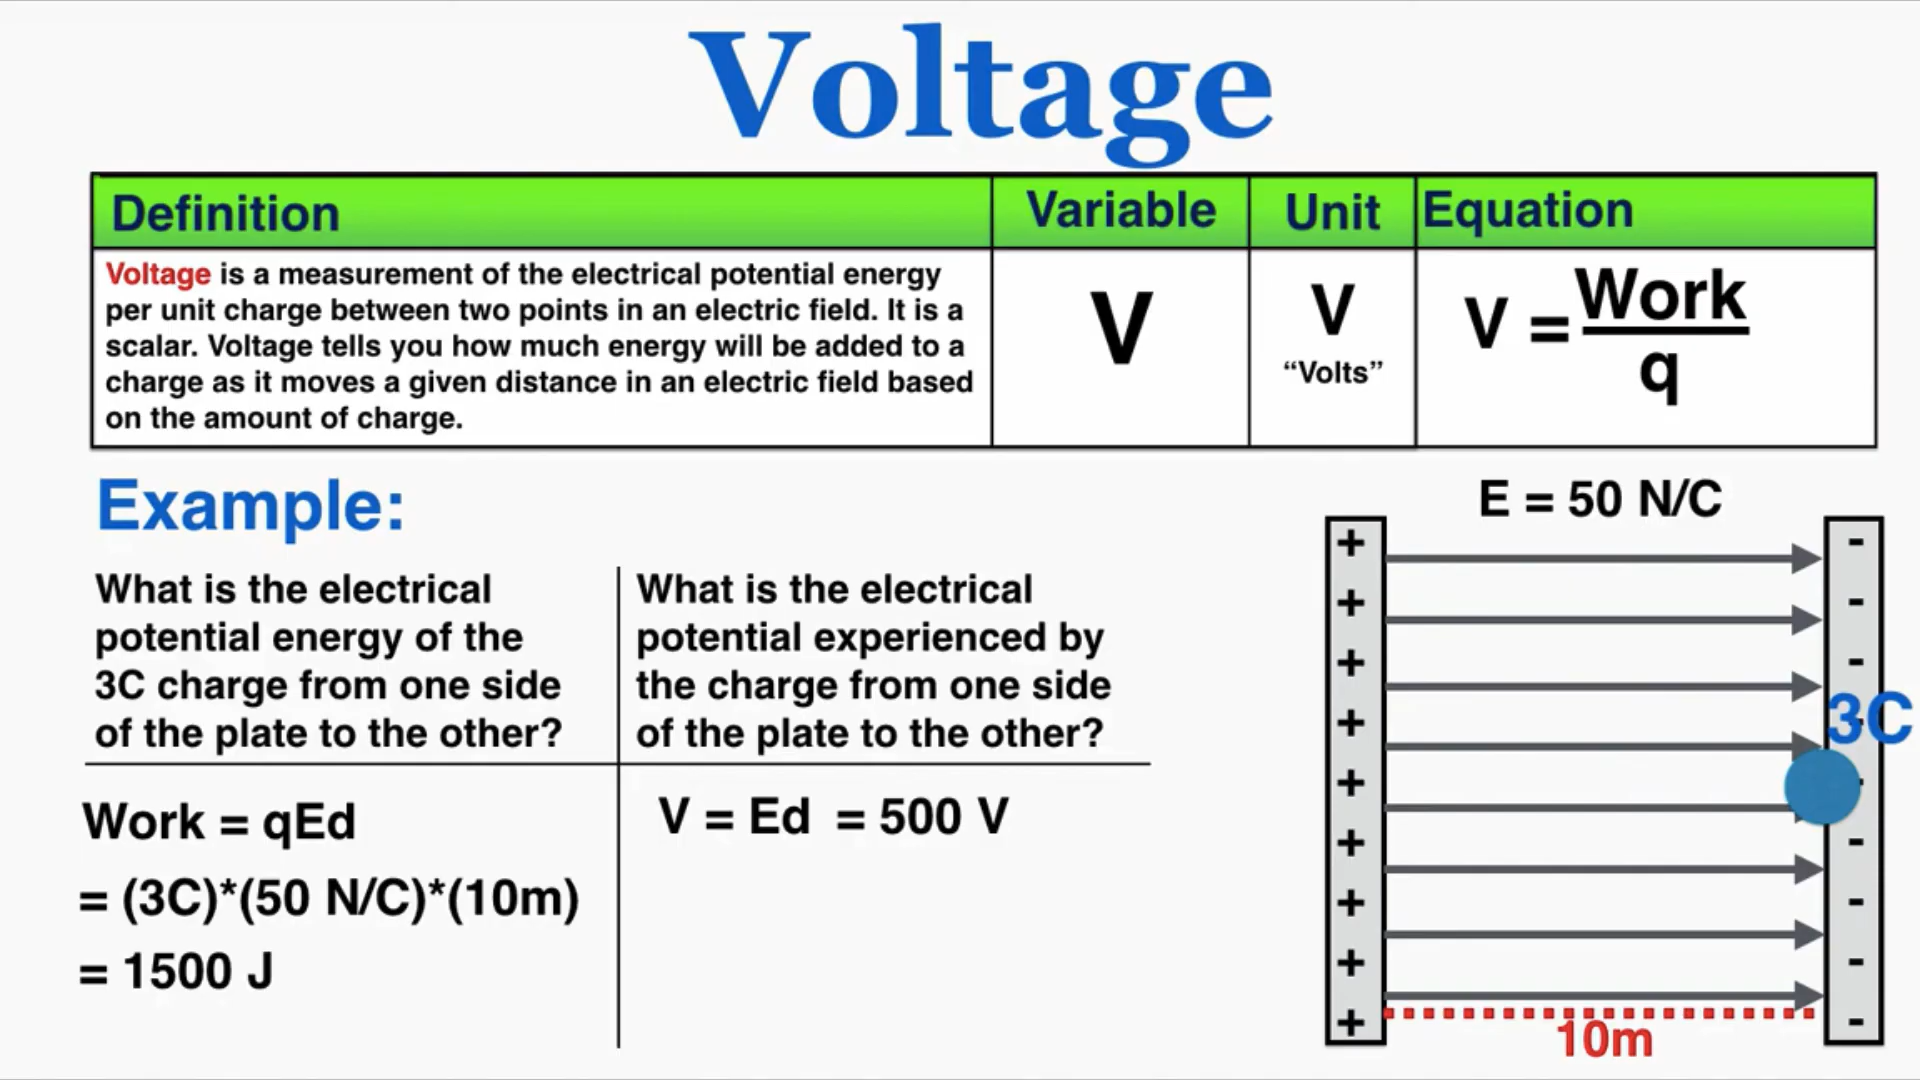 Voltage
Definition
Variable
Unit
Equation
Voltage is a measurement of the electrical potential energy
per unit charge between two points in an electric field. It is a
scalar. Voltage tells you how much energy will be added to a
charge as it moves a given distance in an electric field based
on the amount of charge.
V
V
“Volts”
V = Work
q
Example:
What is the electrical
potential energy of the
3C charge from one side
of the plate to the other?
Work = qEd
= (3C)*(50 N/C)*(10m)
= 1500 J
What is the electrical
potential experienced by
the charge from one side
of the plate to the other?
V = Ed = 500 V
E = 50 N/C
+ -
+ -
+ -
+ -
3C
+ -
+ -
+ -
+ -
+ -
10m